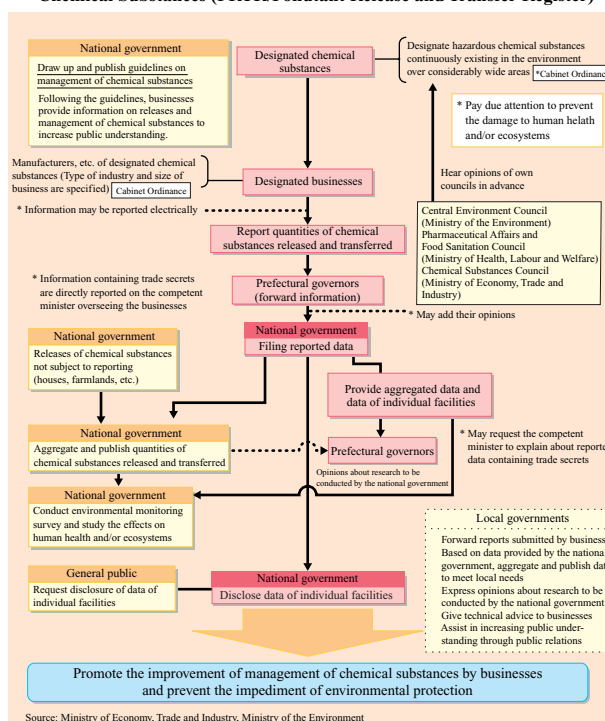 Chemical Substances (PRTR/Pollutant Release and Transfer Register)
National government
Draw up and publish guidelines on
management of chemical substances
Following the guidelines, businesses
provide information on releases and
management of chemical substances to
increase public understanding.
Designated chemical
substances
Designate hazardous chemical substances
continuously existing in the environment
over considerably wide areas
*Cabinet Ordinance
* Pay due attention to prevent
the damage to human helath
and/or ecosystems
Manufacturers, etc. of designated chemical
substances (Type of industry and size of
business are specified)
Cabinet Ordinance
Designated businesses
Hear opinions of own
councils in advance
* Information may be reported electrically
Report quantities of chemical
substances released and transferred
Central Environment Council
(Ministry of the Environment)
Pharmaceutical Affairs and
Food Sanitation Council
(Ministry of Health, Labour and Welfare)
Chemical Substances Council
(Ministry of Economy, Trade and
Industry)
* Information containing trade secrets
are directly reported on the competent
minister overseeing the businesses
Prefectural governors
(forward information)
* May add their opinions
National government
Filing reported data
National government
Releases of chemical substances
not subject to reporting
(houses, farmlands, etc.)
Provide aggregated data and
data of individual facilities
National government
Aggregate and publish quantities of
chemical substances released and transferred
Prefectural governors
Opinions about research to be
conducted by the national government
* May request the competent
minister to explain about reported
data containing trade secrets
National government
Conduct environmental monitoring
survey and study the effects on
human health and/or ecosystems
Local governments
Forward reports submitted by
Based on data provided by the national
government, aggregate and publish
to meet local needs
Express opinions about research to be
conducted by the national government
Give technical advice to businesses
Assist in increasing public under-
standing through public relations
General public
Request disclosure of data of
individual facilities
National government
Disclose data of individual facilities
Promote the improvement of management of chemical substances by businesses
and prevent the impediment of environmental protection
Source: Ministry of Economy, Trade and Industry, Ministry of the Environment